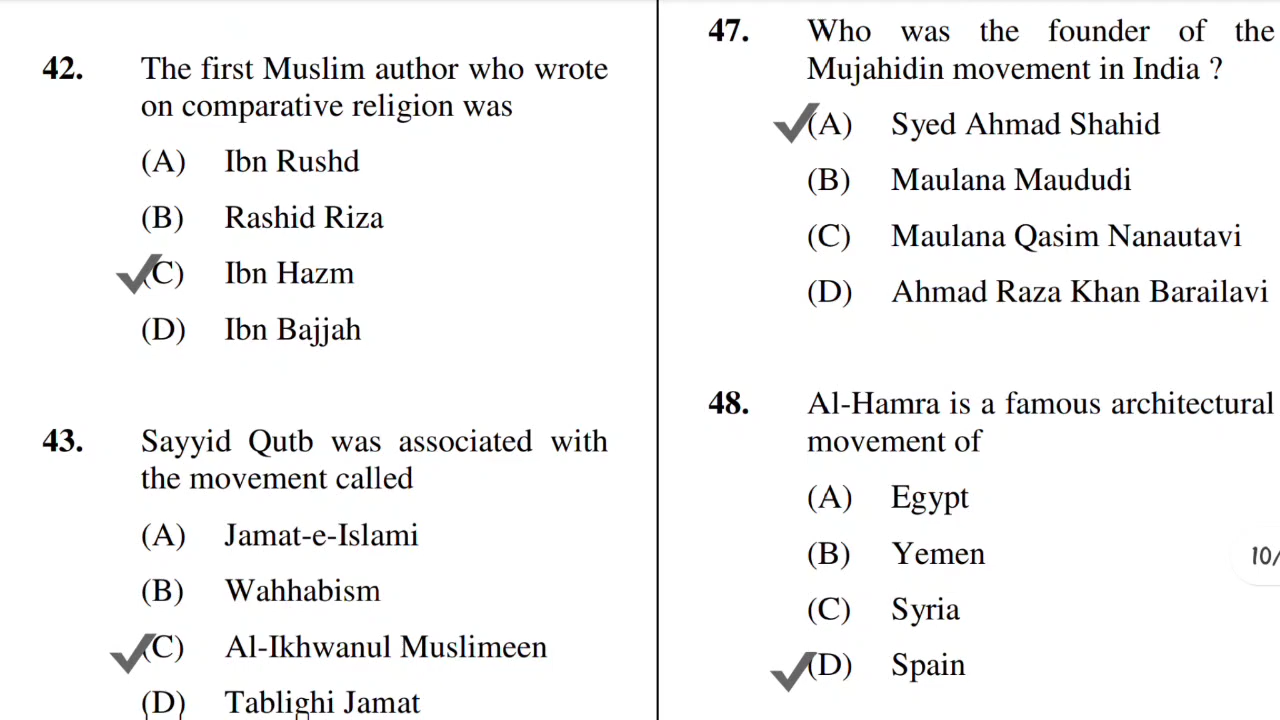 42. The first Muslim author who wrote
on comparative religion was
(A) Ibn Rushd
(B) Rashid Riza
(C) Ibn Hazm
(D) Ibn Bajjah
43. Sayyid Qutb was associated with
the movement called
(A) Jamat-e-Islami
(B) Wahhabism
(C) Al-Ikhwanul Muslimeen
(D) Tablighi Jamat
47. Who was the founder of the
Mujahidin movement in India ?
(A) Syed Ahmad Shahid
(B) Maulana Maududi
(C) Maulana Qasim Nanautavi
(D) Ahmad Raza Khan Barailavi
48. Al-Hamra is a famous architectural
movement of
(A) Egypt
(B) Yemen
(C) Syria
(D) Spain
10/